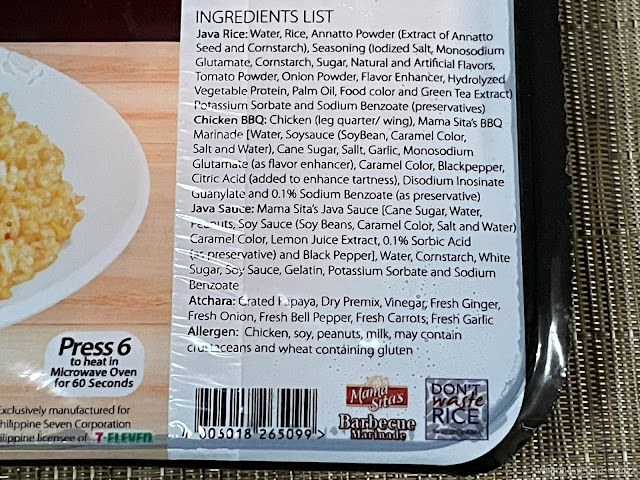 INGREDIENTS LIST
Java Rice: Water, Rice, Annatto Powder (Extract of Annatto
Seed and Cornstarch), Seasoning (Iodized Salt, Monosodium
Glutamate, Cornstarch, Sugar, Natural and Artificial Flavors,
Tomato Powder, Onion Powder, Flavor Enhancer, Hydrolyzed
Vegetable Protein, Palm Oil, Food color and Green Tea Extract)
Potassium Sorbate and Sodium Benzoate (preservatives)
Chicken BBQ: Chicken (leg quarter/ wing), Mama Sita's BBQ
Marinade [Water, Soysauce (SoyBean, Caramel Color,
Salt and Water), Cane Sugar, Sallt, Garlic, Monosodium
Glutamate (as flavor enhancer), Caramel Color, Blackpepper,
Citric Acid (added to enhance tartness), Disodium Inosinate
Guanylate and 0.1% Sodium Benzoate (as preservative)
Java Sauce: Mama Sita's Java Sauce [Cane Sugar, Water,
Peanuts, Soy Sauce (Soy Beans, Caramel Color, Salt and Water)
Caramel Color, Lemon Juice Extract, 0.1% Sorbic Acid
(as preservative) and Black Pepper], Water, Cornstarch, White
Sugar, Soy Sauce, Gelatin, Potassium Sorbate and Sodium
Benzoate
Atchara: Grated Papaya, Dry Premix, Vinegar, Fresh Ginger,
Fresh Onion, Fresh Bell Pepper, Fresh Carrots, Fresh Garlic
Allergen: Chicken, soy, peanuts, milk, may contain
crustaceans and wheat containing gluten
Press 6
to heat in
Microwave Oven
for 60 Seconds
Exclusively manufactured for
hilippine Seven Corporation
ilippine licensee of 7-ELEVEN
005018 265099 >
Mama
Sita's
Barbecue
Marinade
DON'T
waste
RICE